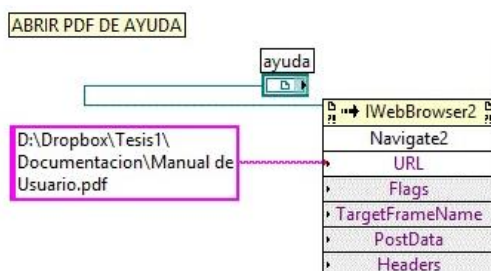 ABRIR PDF DE AYUDA
ayuda
IWebBrowser2
Navigate2
D:\Dropbox\Tesis1\
Documentacion\Manual de
Usuario.pdf
URL
Flags
TargetFrameName
PostData
Headers